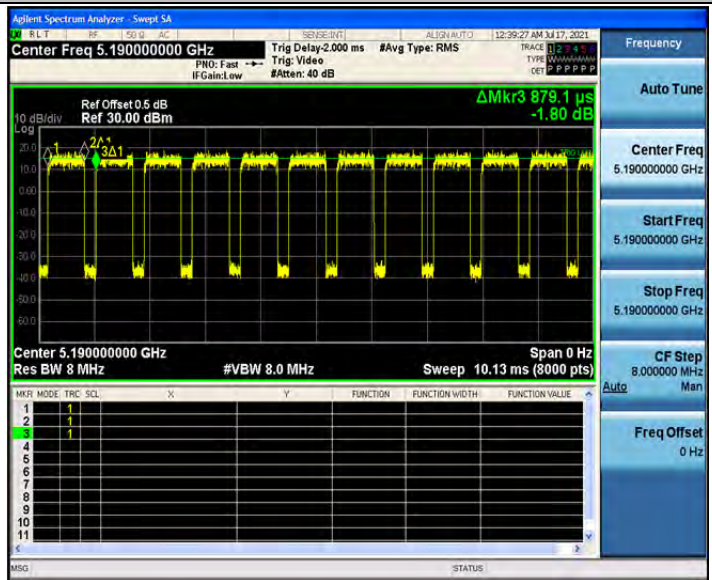 Agilent Spectrum Analyzer - Swept SA
RLT RF 50 Ω AC SENSE:INT ALIGN AUTO 12:39:27 AM Jul 17, 2021
Center Freq 5.190000000 GHz
PNO: Fast
IFGain:Low
Trig Delay-2.000 ms
Trig: Video
#Atten: 40 dB
#Avg Type: RMS
TRACE 1 2 3 4 5 6
TYPE
DET P P P P P P
Frequency
Ref Offset 0.5 dB
10 dB/div Ref 30.00 dBm
Log
ΔMkr3 879.1 µs
-1.80 dB
20.0
10.0
0.00
-10.0
-20.0
-30.0
-40.0
-50.0
-60.0
1
2Δ1
3Δ1
Center 5.190000000 GHz Span 0 Hz
Res BW 8 MHz #VBW 8.0 MHz Sweep 10.13 ms (8000 pts)
MKR MODE TRC SCL X Y FUNCTION FUNCTION WIDTH FUNCTION VALUE
1 1
2 1
3 1
4
5
6
7
8
9
10
11
MSG STATUS
Auto Tune
Center Freq
5.190000000 GHz
Start Freq
5.190000000 GHz
Stop Freq
5.190000000 GHz
CF Step
8.000000 MHz
Auto Man
Freq Offset
0 Hz